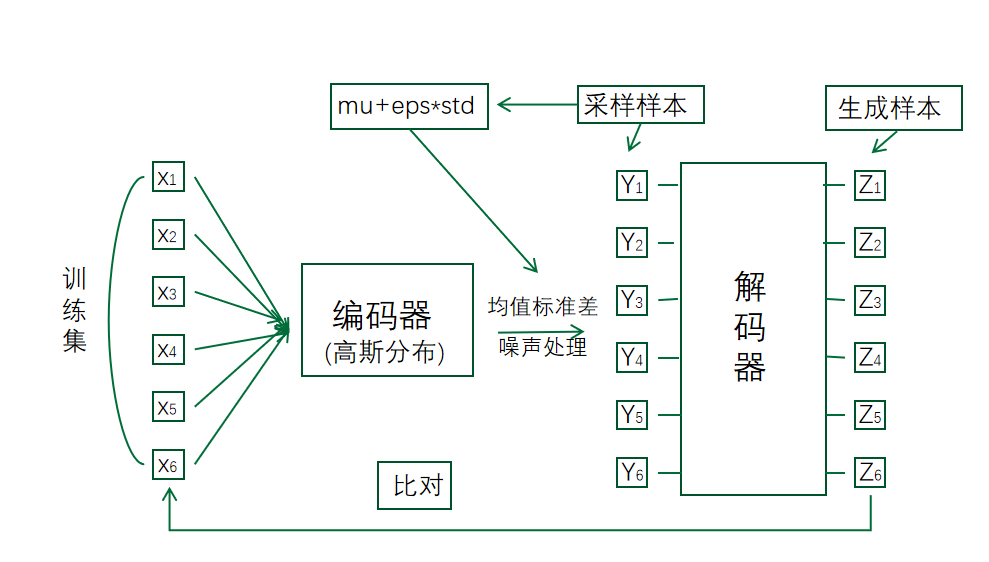 mu+eps*std
采样样本
生成样本
训
练
集
X1
X2
X3
X4
X5
X6
编码器
(高斯分布)
均值标准差
噪声处理
Y1
Y2
Y3
Y4
Y5
Y6
解
码
器
Z1
Z2
Z3
Z4
Z5
Z6
比对